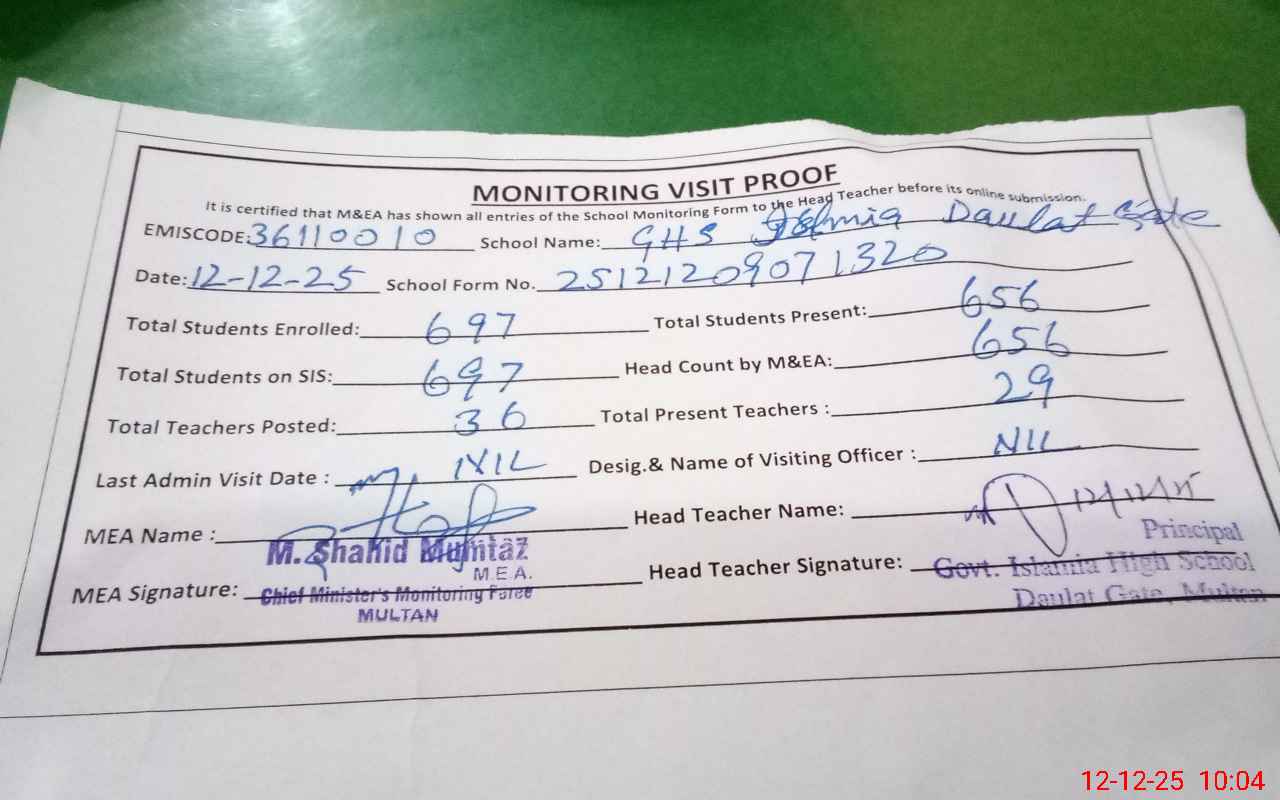 MONITORING VISIT PROOF
It is certified that M&EA has shown all entries of the School Monitoring Form to the Head Teacher before its online submission.
EMISCODE: 36110010 School Name: GHS Daulat Gate
Date: 12-12-25 School Form No. 25121209071320
Total Students Enrolled: 697 Total Students Present: 656
Total Students on SIS: 697 Head Count by M&EA: 656
Total Teachers Posted: 36 Total Present Teachers : 29
Last Admin Visit Date : NIL Desig.& Name of Visiting Officer : NIL
MEA Name : Head Teacher Name:
M. Shahid Mumtaz
M.E.A.
Principal
MEA Signature: Chief Minister's Monitoring Force Head Teacher Signature: Govt. Islamia High School
MULTAN
Daulat Gate, Multan
12-12-25 10:04